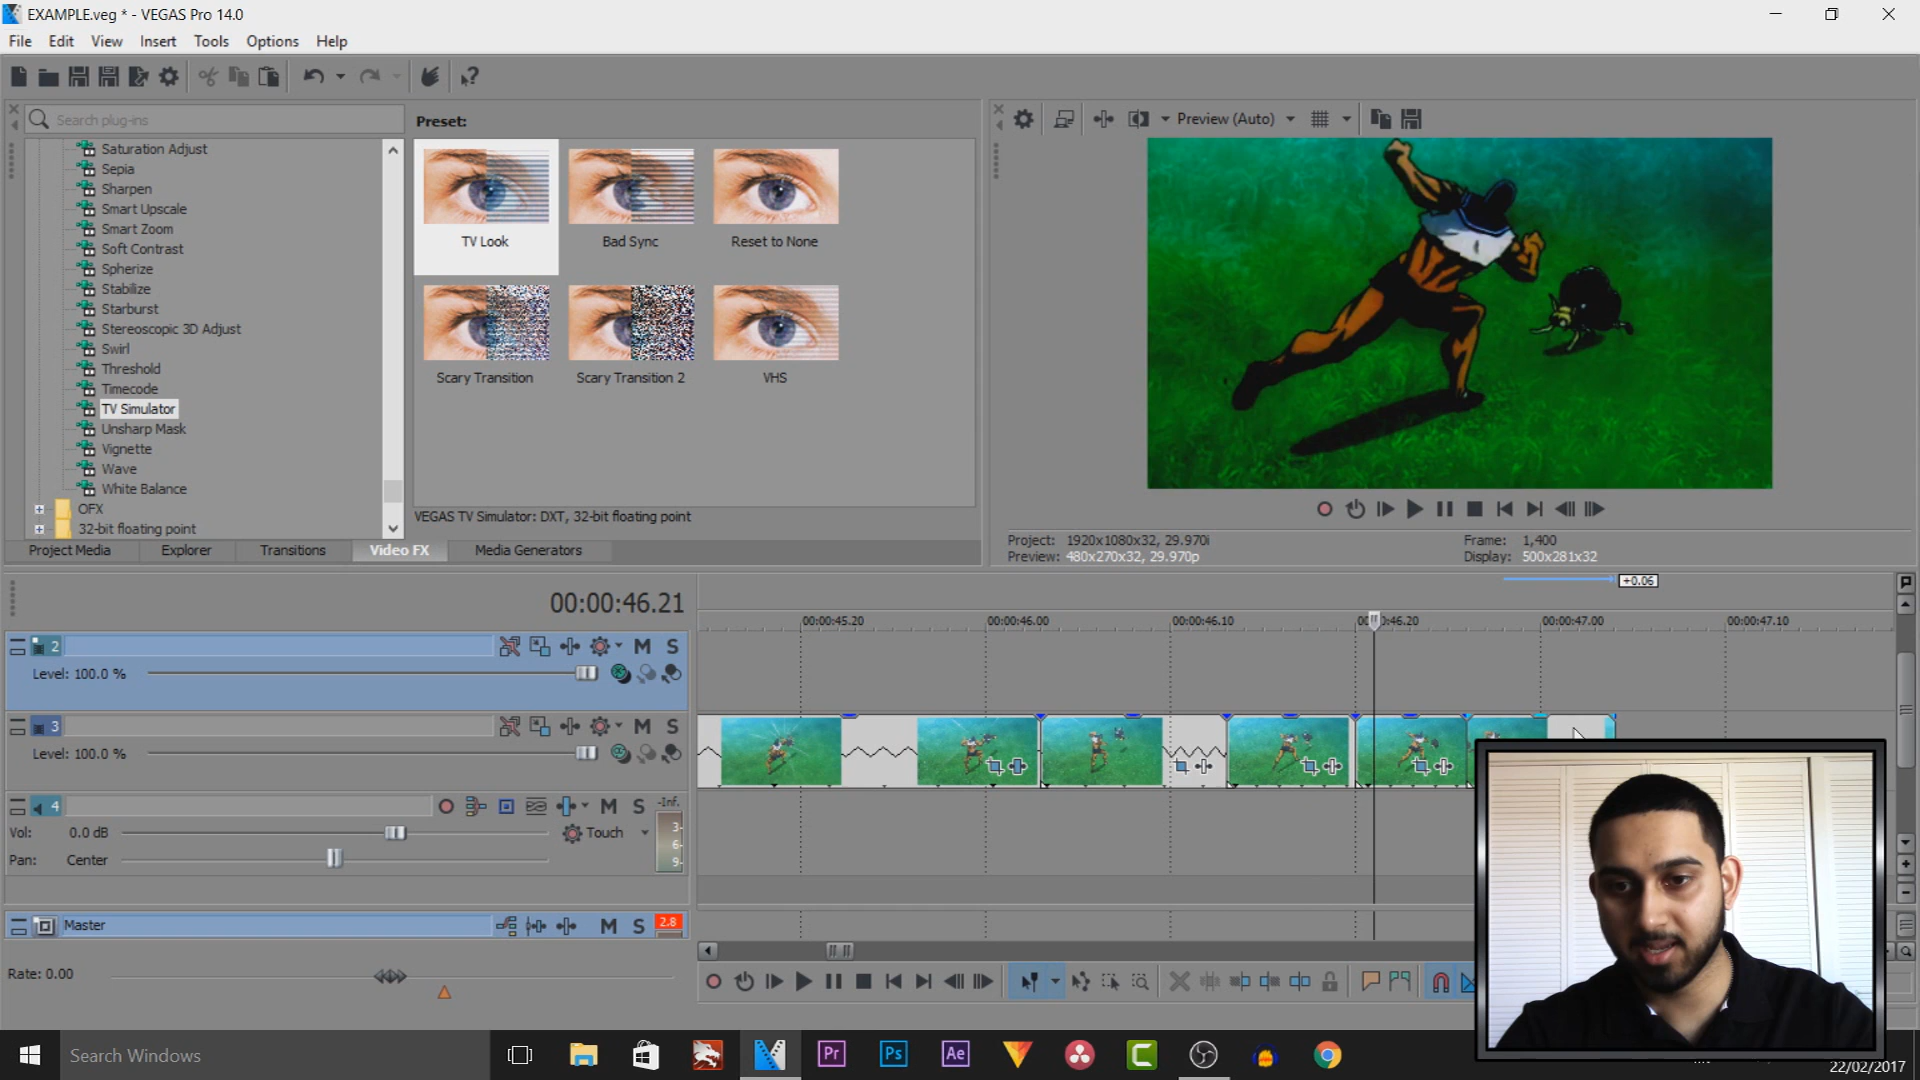 EXAMPLE.veg * - VEGAS Pro 14.0
File Edit View Insert Tools Options Help
Search plug-ins
Preset:
Preview (Auto)
Saturation Adjust
Sepia
Sharpen
Smart Upscale
Smart Zoom
Soft Contrast
Spherize
Stabilize
Starburst
Stereoscopic 3D Adjust
Swirl
Threshold
Timecode
TV Simulator
Unsharp Mask
Vignette
Wave
White Balance
OFX
32-bit floating point
TV Look
Bad Sync
Reset to None
Scary Transition
Scary Transition 2
VHS
VEGAS TV Simulator: DXT, 32-bit floating point
Project Media Explorer Transitions Video FX Media Generators
Project: 1920x1080x32, 29.970i
Preview: 480x270x32, 29.970p
Frame: 1,400
Display: 500x281x32
+0.06
00:00:46.21
00:00:45.20 00:00:46.00 00:00:46.10 00:00:46.20 00:00:47.00 00:00:47.10
2 M S
Level: 100.0 %
3 M S
Level: 100.0 %
4 M S -Inf.
Vol: 0.0 dB Touch 3-
6-
Pan: Center 9-
Master M S 2.8
Rate: 0.00
Search Windows
Pr Ps Ae
22/02/2017